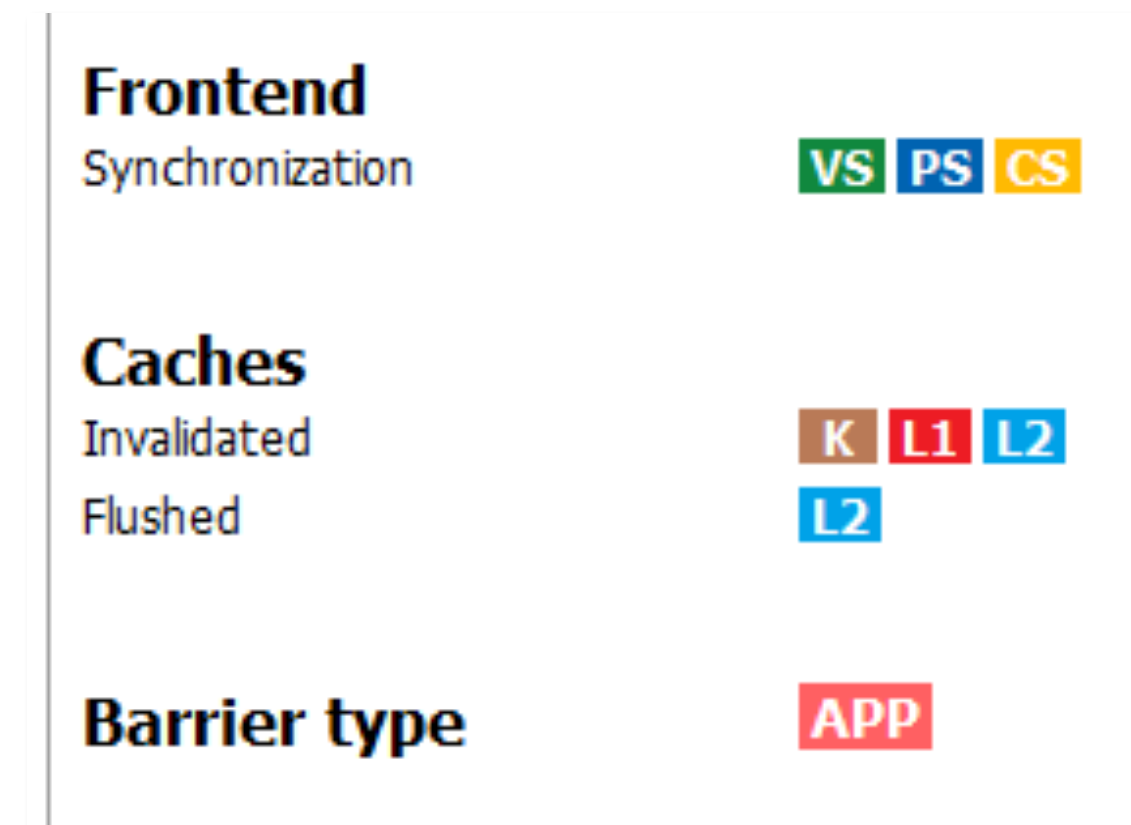 Frontend
Synchronization VS PS CS
Caches
Invalidated K L1 L2
Flushed L2
Barrier type APP